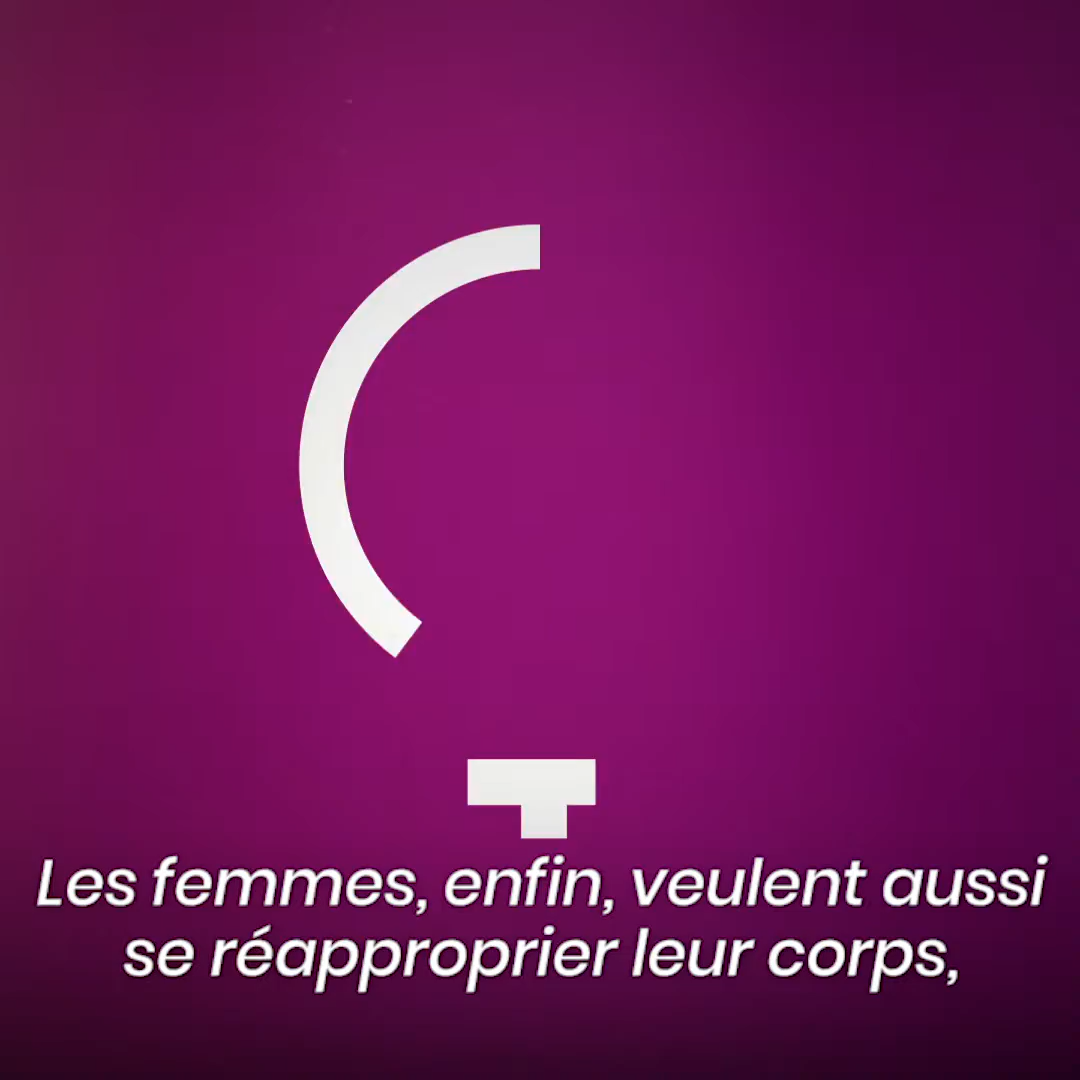 Les femmes, enfin, veulent aussi
se réapproprier leur corps,